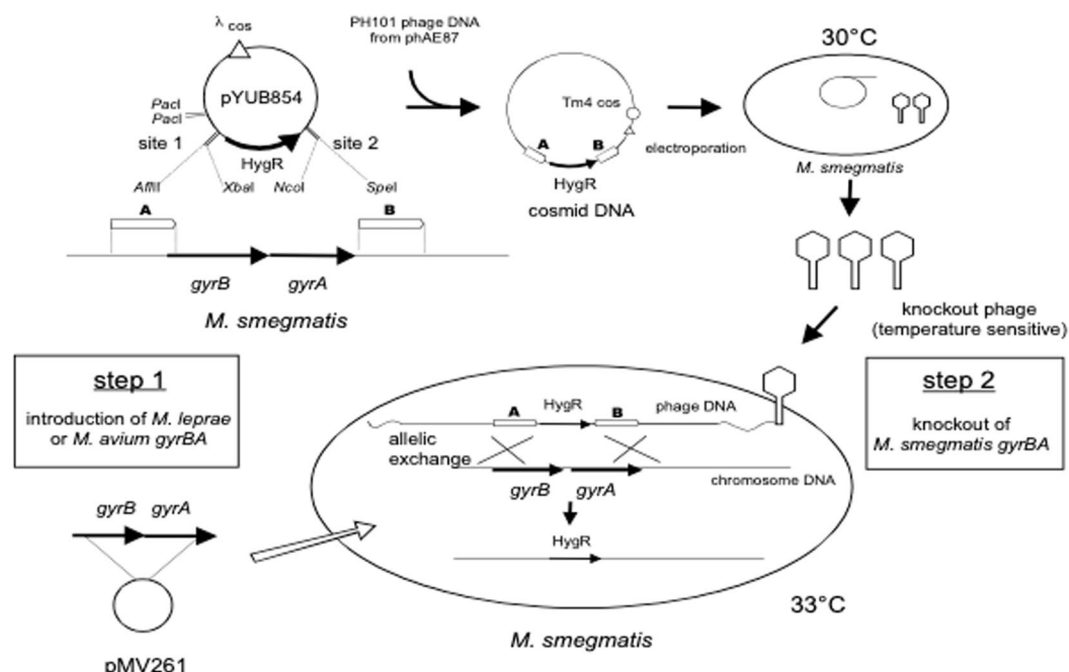 λ cos
pYUB854
PacI
PacI
site 1
site 2
HygR
AflII
XbaI
NcoI
SpeI
A
B
gyrB
gyrA
M. smegmatis
PH101 phage DNA
from phAE87
Tm4 cos
A
B
HygR
cosmid DNA
electroporation
30°C
M. smegmatis
knockout phage
(temperature sensitive)
step 1
introduction of M. leprae
or M. avium gyrBA
step 2
knockout of
M. smegmatis gyrBA
A
HygR
B
phage DNA
allelic
exchange
gyrB
gyrA
chromosome DNA
HygR
33°C
M. smegmatis
gyrB
gyrA
pMV261